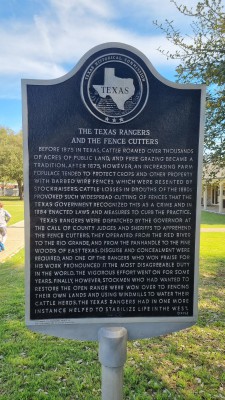 TEXAS HISTORICAL COMMISSION
TEXAS
THE TEXAS RANGERS
AND THE FENCE CUTTERS
BEFORE 1875 IN TEXAS, CATTLE ROAMED OVER THOUSANDS
OF ACRES OF PUBLIC LAND, AND FREE GRAZING BECAME A
TRADITION. AFTER 1875, HOWEVER, AN INCREASING FARM
POPULACE TENDED TO PROTECT CROPS AND OTHER PROPERTY
WITH BARBED WIRE FENCES WHICH WERE RESENTED BY
STOCKRAISERS. CATTLE LOSSES IN DROUTHS OF THE 1880s
PROVOKED SUCH WIDESPREAD CUTTING OF FENCES THAT THE
TEXAS GOVERNMENT RECOGNIZED THIS AS A CRIME AND IN
1884 ENACTED LAWS AND MEASURES TO CURB THE PRACTICE.
TEXAS RANGERS WERE DISPATCHED BY THE GOVERNOR AT
THE CALL OF COUNTY JUDGES AND SHERIFFS TO APPREHEND
THE FENCE CUTTERS. THEY OPERATED FROM THE RED RIVER
TO THE RIO GRANDE, AND FROM THE PANHANDLE TO THE PINE
WOODS OF EAST TEXAS. DISGUISE AND CONCEALMENT WERE
REQUIRED, AND ONE OF THE RANGERS WHO WON PRAISE FOR
HIS WORK PRONOUNCED IT THE MOST DISAGREEABLE DUTY
IN THE WORLD. THE VIGOROUS EFFORT WENT ON FOR SOME
YEARS. FINALLY, HOWEVER, STOCKMEN WHO HAD WANTED TO
RESTORE THE OPEN RANGE WERE WON OVER TO FENCING
THEIR OWN LANDS AND USING WINDMILLS TO WATER THEIR
CATTLE HERDS. THE TEXAS RANGERS HAD IN ONE MORE
INSTANCE HELPED TO STABILIZE LIFE IN THE WEST.